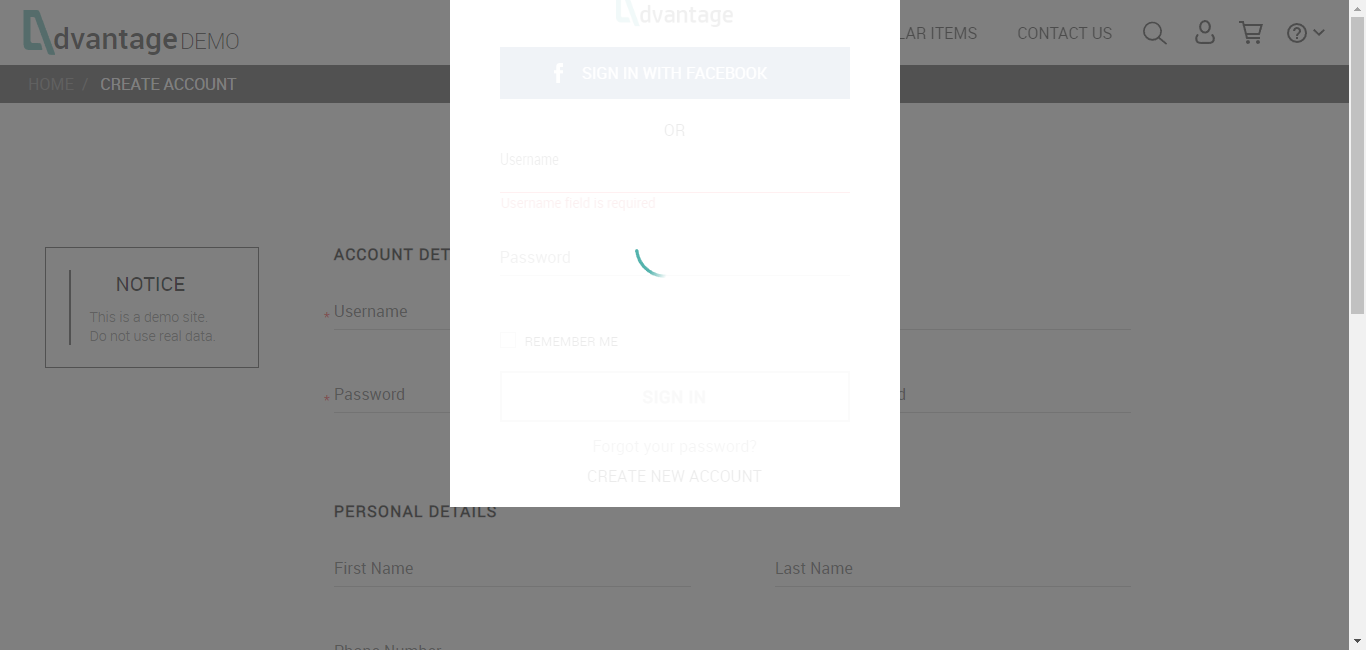 dvantage DEMO
dvantage
LAR ITEMS
CONTACT US
HOME / CREATE ACCOUNT
SIGN IN WITH FACEBOOK
OR
Username
Username field is required
Password
REMEMBER ME
SIGN IN
Forgot your password?
CREATE NEW ACCOUNT
NOTICE
This is a demo site.
Do not use real data.
ACCOUNT DET
Username
Password
d
PERSONAL DETAILS
First Name
Last Name
Phone Number